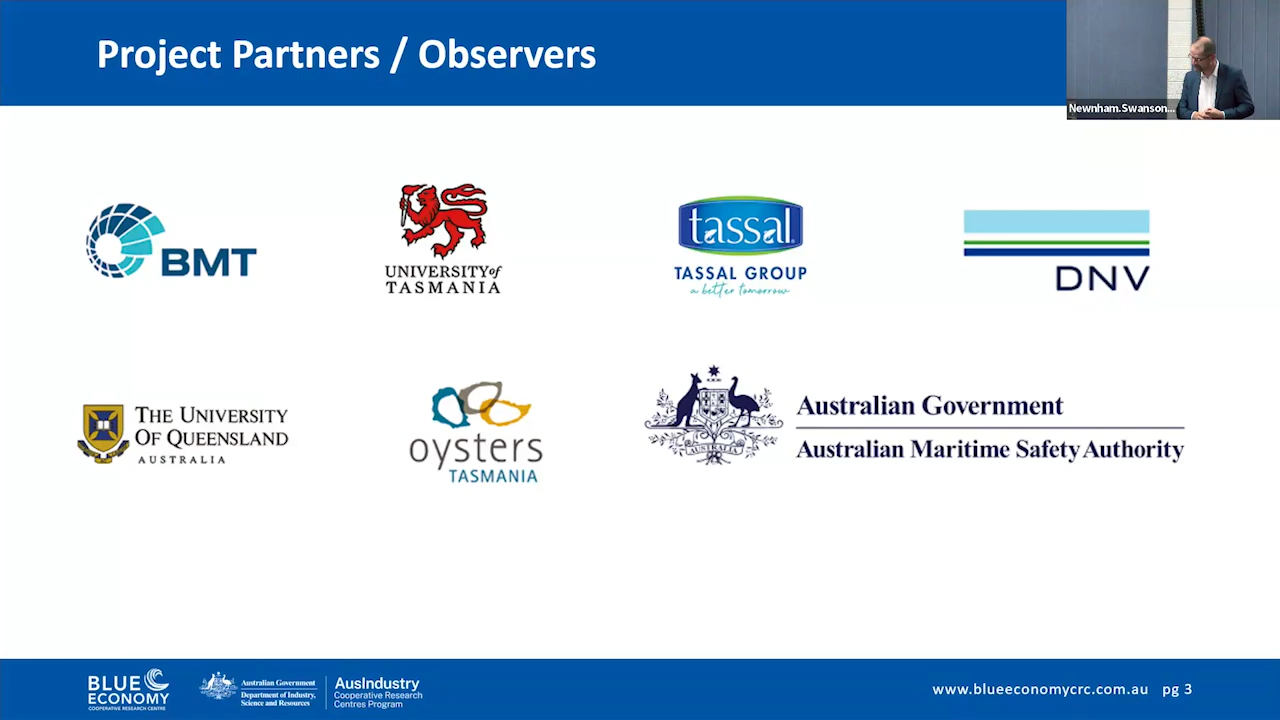 Project Partners / Observers
Newnham.Swanson...
BMT
UNIVERSITY of
TASMANIA
tassal
TASSAL GROUP
a better tomorrow
DNV
THE UNIVERSITY
OF QUEENSLAND
AUSTRALIA
oysters
TASMANIA
AUSTRALIA
Australian Government
Australian Maritime Safety Authority
BLUE
ECONOMY
COOPERATIVE RESEARCH CENTRE
Australian Government
Department of Industry,
Science and Resources
AusIndustry
Cooperative Research
Centres Program
www.blueeconomycrc.com.au pg 3